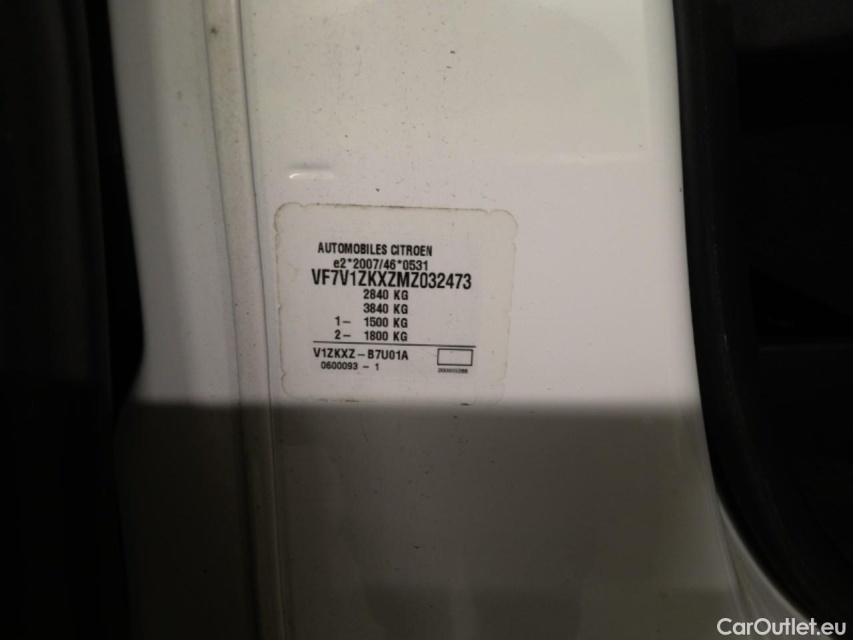 AUTOMOBILES CITROEN
e2*2007/46*0531
VF7V1ZKXZMZ032473
2840 KG
3840 KG
1- 1500 KG
2- 1800 KG
V1ZKXZ - B7U01A
0600093 - 1
CarOutlet.eu